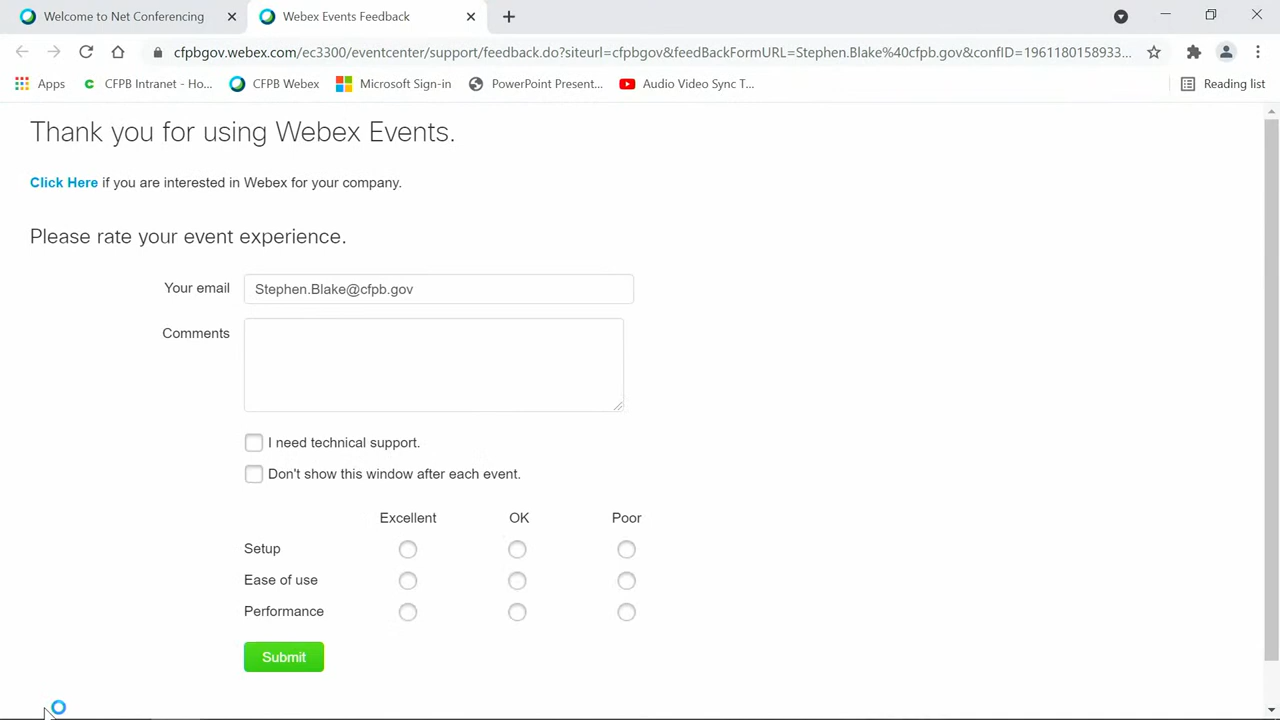 Welcome to Net Conferencing
Webex Events Feedback
cfpbgov.webex.com/ec3300/eventcenter/support/feedback.do?siteurl=cfpbgov&feedBackFormURL=Stephen.Blake%40cfpb.gov&confID=1961180158933...
Apps
CFPB Intranet - Ho...
CFPB Webex
Microsoft Sign-in
PowerPoint Present...
Audio Video Sync T...
Reading list
Thank you for using Webex Events.
Click Here if you are interested in Webex for your company.
Please rate your event experience.
Your email Stephen.Blake@cfpb.gov
Comments
I need technical support.
Don't show this window after each event.
Excellent OK Poor
Setup
Ease of use
Performance
Submit